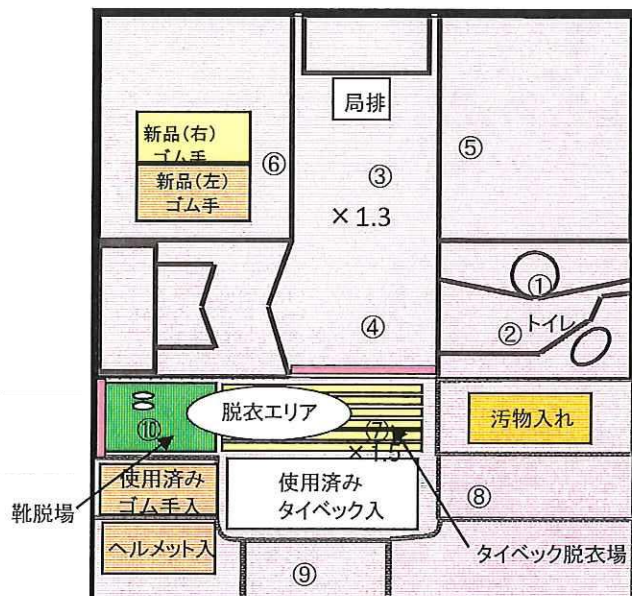 局排
新品(右)
ゴム手
新品(左)
ゴム手
⑥
③
⑤
×1.3
①
②
トイレ
④
脱衣エリア
⑦
×1.5
⑩
汚物入れ
靴脱場
使用済み
ゴム手入
使用済み
タイベック入
⑧
ヘルメット入
タイベック脱衣場
⑨